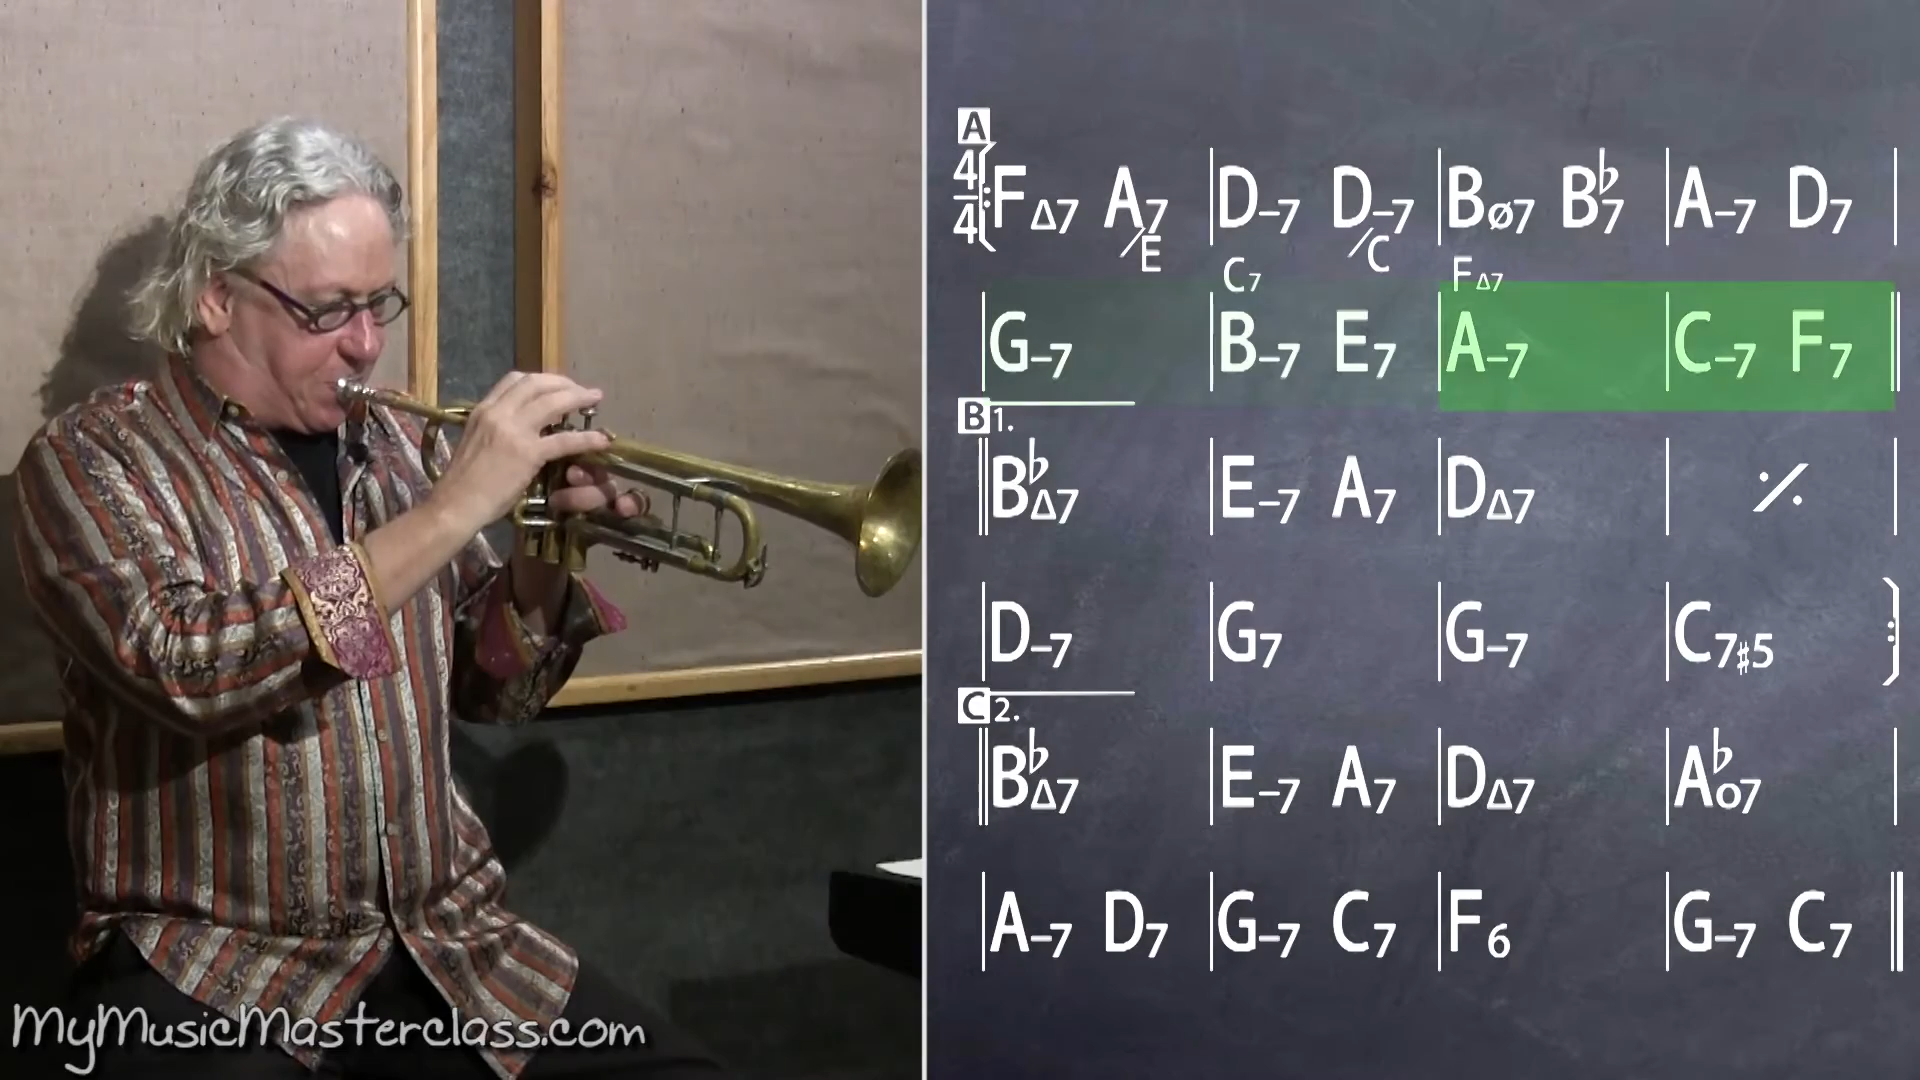 A
4/4 FΔ7 A7/E | D-7 D-7/C | Bø7 B♭7 | A-7 D7 |
C7 FΔ7
| G-7 | B-7 E7 | A-7 | C-7 F7 ||
B 1.
|| B♭Δ7 | E-7 A7 | DΔ7 | ٪ |
| D-7 | G7 | G-7 | C7♯5 :|
C 2.
|| B♭Δ7 | E-7 A7 | DΔ7 | A♭o7 |
| A-7 D7 | G-7 C7 | F6 | G-7 C7 ||
MyMusicMasterclass.com